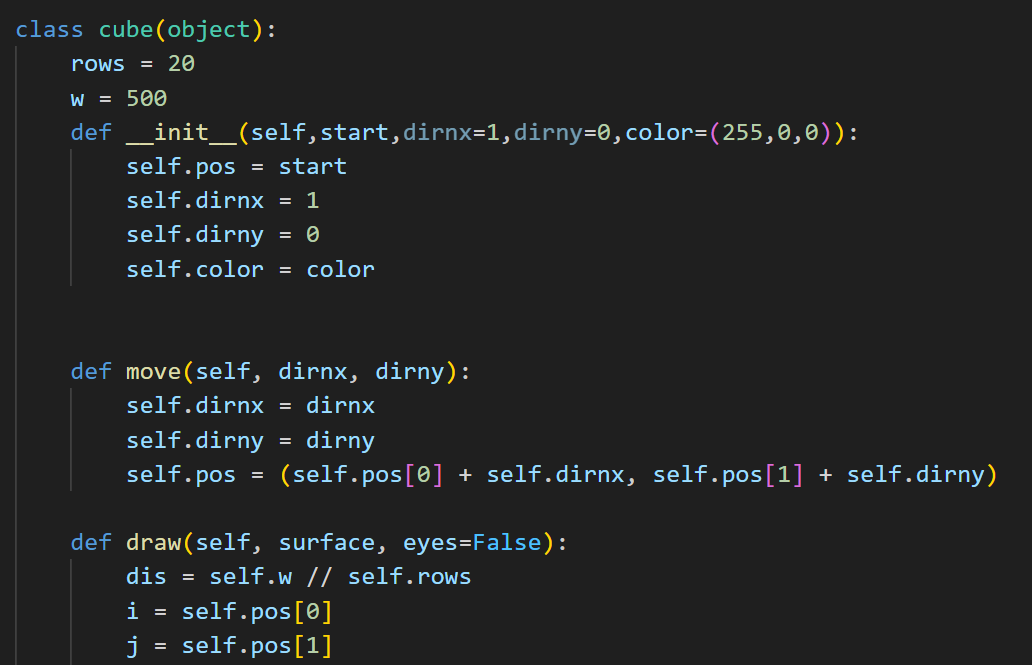 class cube(object):
    rows = 20
    w = 500
    def __init__(self,start,dirnx=1,dirny=0,color=(255,0,0)):
        self.pos = start
        self.dirnx = 1
        self.dirny = 0
        self.color = color
    def move(self, dirnx, dirny):
        self.dirnx = dirnx
        self.dirny = dirny
        self.pos = (self.pos[0] + self.dirnx, self.pos[1] + self.dirny)
    def draw(self, surface, eyes=False):
        dis = self.w // self.rows
        i = self.pos[0]
        j = self.pos[1]